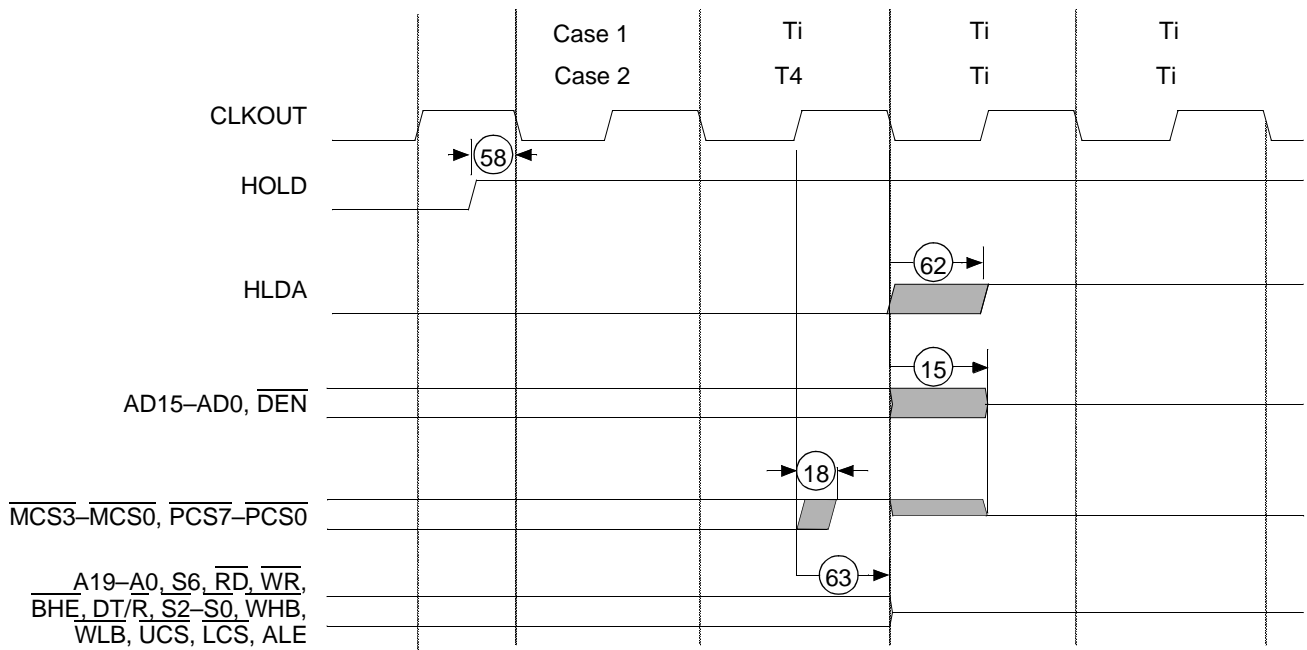 Case 1 Ti Ti Ti
Case 2 T4 Ti Ti
CLKOUT
58
HOLD
62
HLDA
15
AD15–AD0, DEN
18
MCS3–MCS0, PCS7–PCS0
A19–A0, S6, RD, WR,
63
BHE, DT/R, S2–S0, WHB,
WLB, UCS, LCS, ALE